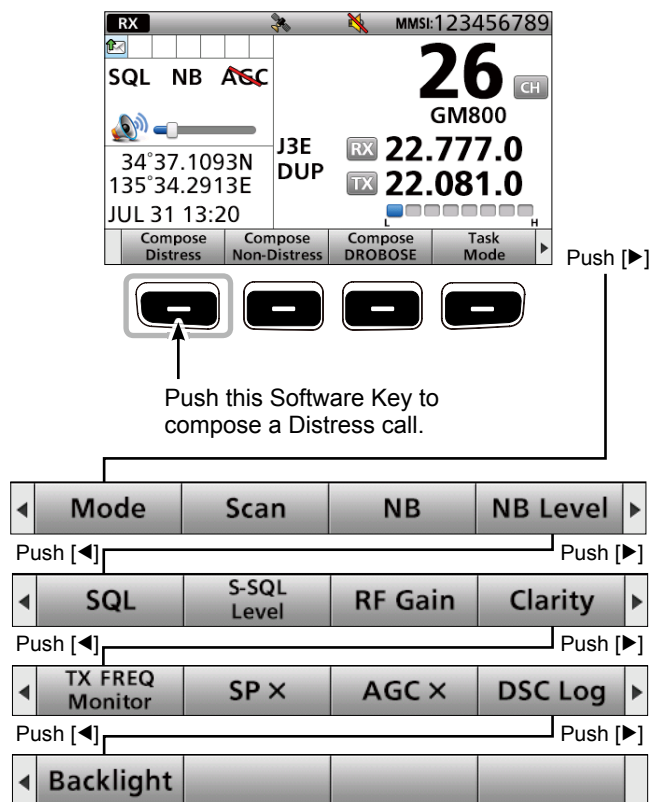 RX MMSI:123456789
SQL NB AGC
26 CH
GM800
J3E RX 22.777.0
DUP TX 22.081.0
34°37.1093N
135°34.2913E
JUL 31 13:20
L H
Compose Distress Compose Non-Distress Compose DROBOSE Task Mode ▶
Push [▶]
Push this Software Key to
compose a Distress call.
◀ Mode Scan NB NB Level ▶
Push [◀] Push [▶]
◀ SQL S-SQL Level RF Gain Clarity ▶
Push [◀] Push [▶]
◀ TX FREQ Monitor SP × AGC × DSC Log ▶
Push [◀] Push [▶]
◀ Backlight